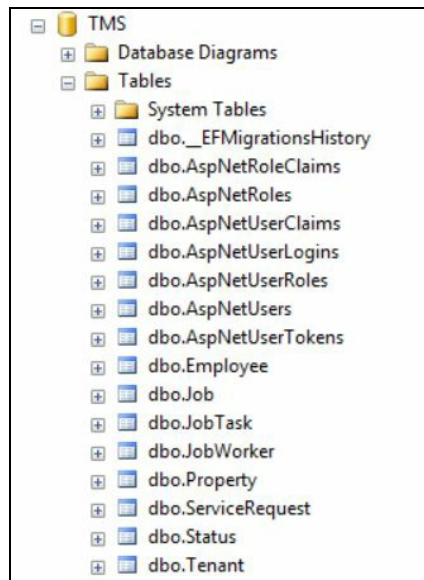 TMS
Database Diagrams
Tables
System Tables
dbo.__EFMigrationsHistory
dbo.AspNetRoleClaims
dbo.AspNetRoles
dbo.AspNetUserClaims
dbo.AspNetUserLogins
dbo.AspNetUserRoles
dbo.AspNetUsers
dbo.AspNetUserTokens
dbo.Employee
dbo.Job
dbo.JobTask
dbo.JobWorker
dbo.Property
dbo.ServiceRequest
dbo.Status
dbo.Tenant